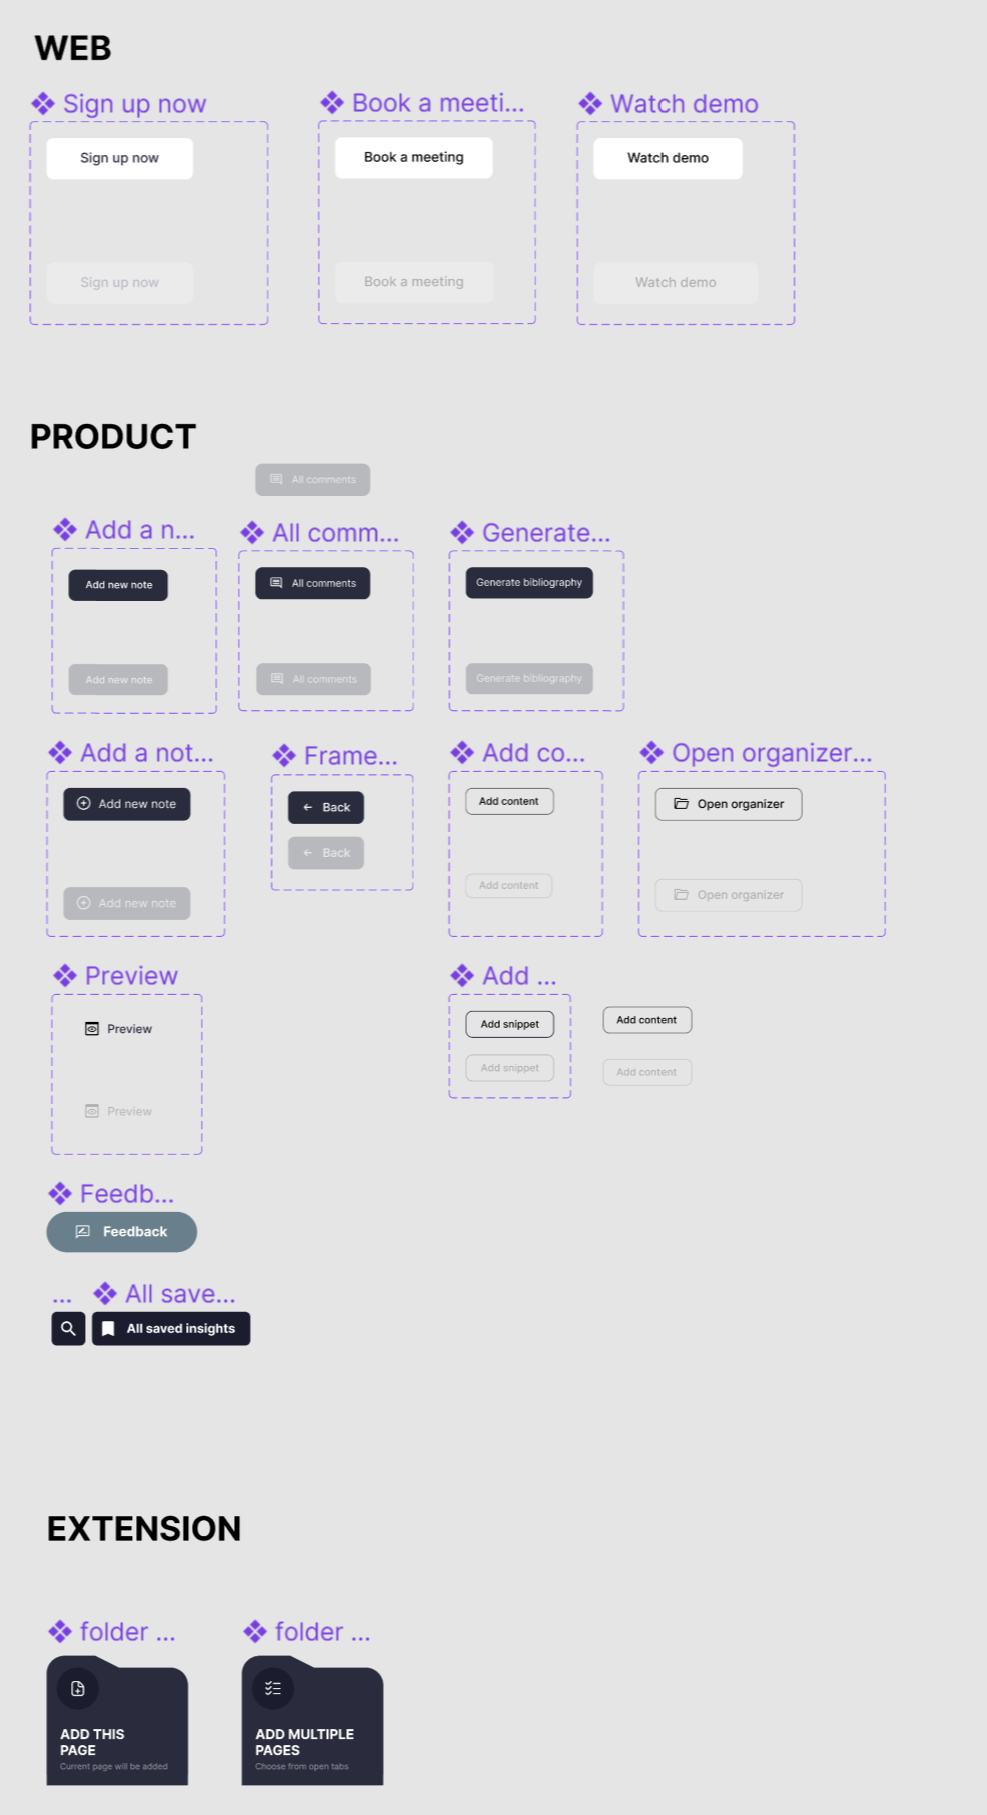 WEB
Sign up now
Book a meeti...
Watch demo
Sign up now
Book a meeting
Watch demo
Sign up now
Book a meeting
Watch demo
PRODUCT
All comments
Add a n...
All comm...
Generate...
Add new note
All comments
Generate bibliography
Add new note
All comments
Generate bibliography
Add a not...
Frame...
Add co...
Open organizer...
Add new note
Back
Add content
Open organizer
Back
Add new note
Add content
Open organizer
Preview
Add ...
Preview
Add snippet
Add content
Preview
Add snippet
Add content
Feedb...
Feedback
...
All save...
All saved insights
EXTENSION
folder ...
folder ...
ADD THIS
PAGE
Current page will be added
ADD MULTIPLE
PAGES
Choose from open tabs